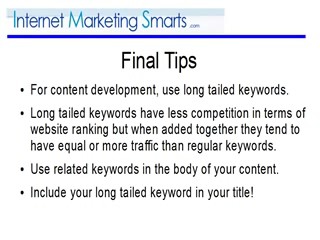 Internet Marketing Smarts.com
Final Tips
• For content development, use long tailed keywords.
• Long tailed keywords have less competition in terms of
website ranking but when added together they tend to
have equal or more traffic than regular keywords.
• Use related keywords in the body of your content.
• Include your long tailed keyword in your title!